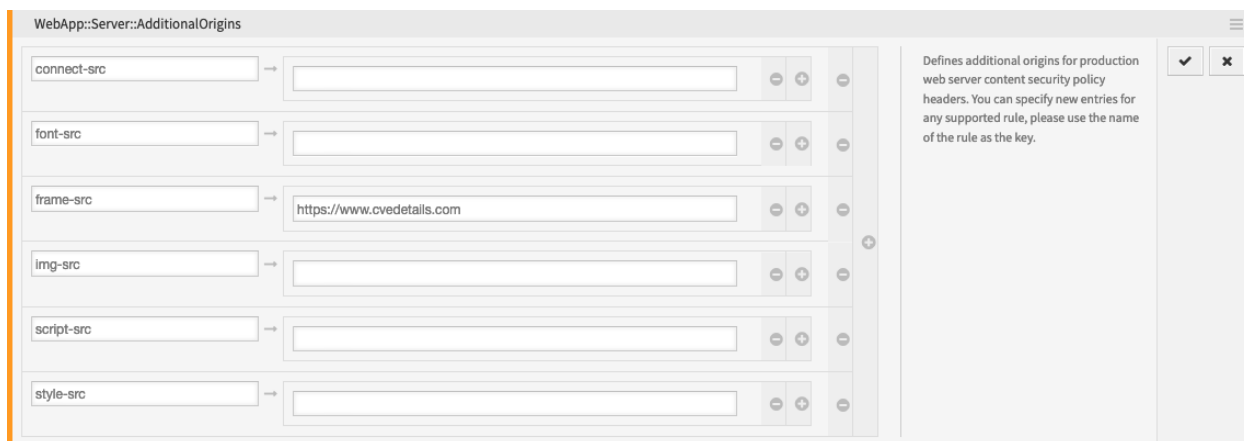 WebApp::Server::AdditionalOrigins
connect-src
font-src
frame-src
https://www.cvedetails.com
img-src
script-src
style-src
Defines additional origins for production
web server content security policy
headers. You can specify new entries for
any supported rule, please use the name
of the rule as the key.